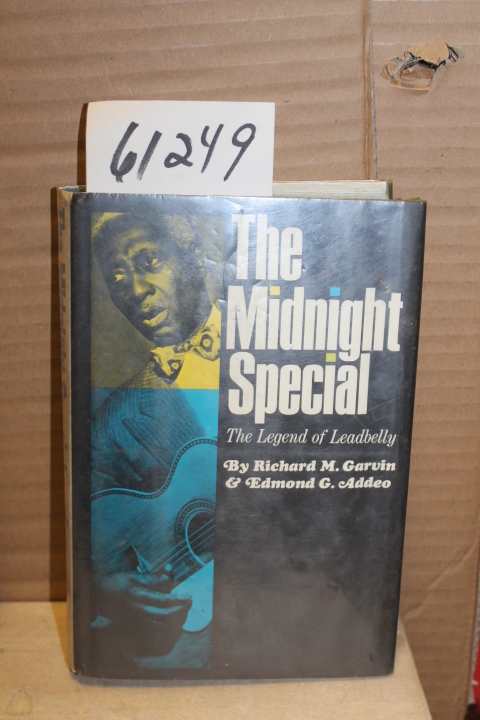 61249
The
Midnight
Special
The Legend of Leadbelly
By Richard M. Garvin
& Edmond G. Addeo